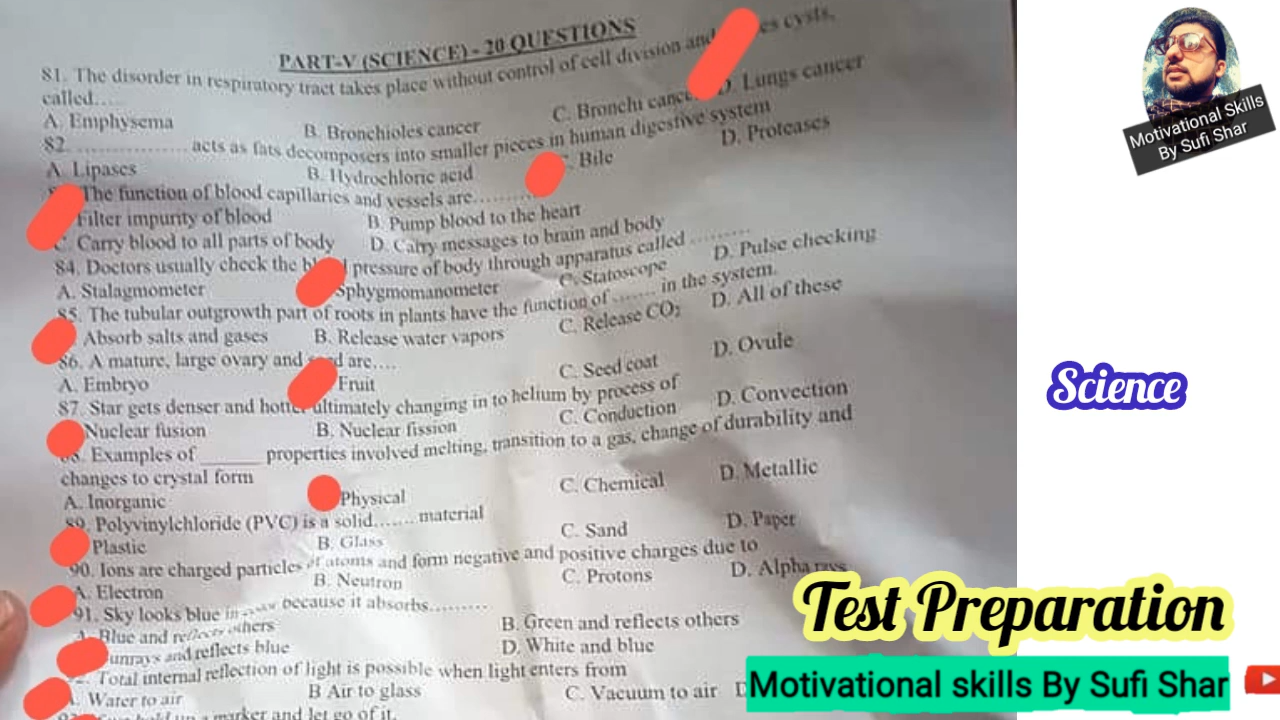 PART-V (SCIENCE) - 20 QUESTIONS
81. The disorder in respiratory tract takes place without control of cell division and cysts,
called....
A. Emphysema B. Bronchioles cancer C. Bronchi D. Lungs cancer
82. ............... acts as fats decomposers into smaller pieces in human digestive system
A. Lipases B. Hydrochloric acid Bile D. Proteases
The function of blood capillaries and vessels are.........
Filter impurity of blood B. Pump blood to the heart
C. Carry blood to all parts of body D. Carry messages to brain and body
84. Doctors usually check the pressure of body through apparatus called .........
A. Stalagmometer Sphygmomanometer C. Statoscope D. Pulse checking
85. The tubular outgrowth part of roots in plants have the function of ....... in the system.
Absorb salts and gases B. Release water vapors C. Release CO₂ D. All of these
86. A mature, large ovary and are....
A. Embryo Fruit C. Seed coat D. Ovule
87. Star gets denser and hotter ultimately changing in to helium by process of
Nuclear fusion B. Nuclear fission C. Conduction D. Convection
Examples of ______ properties involved melting, transition to a gas, change of durability and
changes to crystal form
A. Inorganic Physical C. Chemical D. Metallic
89. Polyvinylchloride (PVC) is a solid....... material
Plastic B. Glass C. Sand D. Paper
90. Ions are charged particles of atoms and form negative and positive charges due to
A. Electron B. Neutron C. Protons D. Alpha rays
91. Sky looks blue in because it absorbs.........
A. Blue and reflects others B. Green and reflects others
unrays and reflects blue D. White and blue
Total internal reflection of light is possible when light enters from
Water to air B Air to glass C. Vacuum to air D
marker and let go of it.
Motivational Skills
By Sufi Shar
Science
Test Preparation
Motivational skills By Sufi Shar